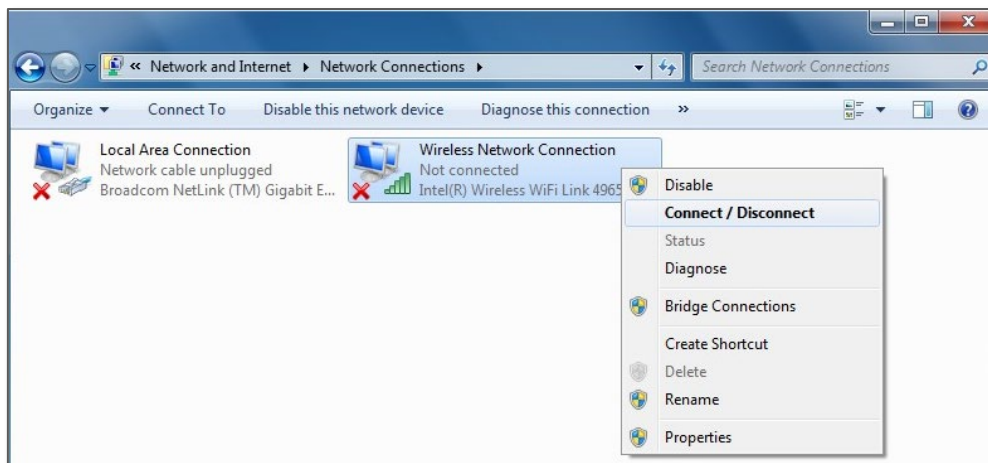 « Network and Internet ▸ Network Connections ▸
Search Network Connections
Organize ▾ Connect To Disable this network device Diagnose this connection »
Local Area Connection
Network cable unplugged
Broadcom NetLink (TM) Gigabit E...
Wireless Network Connection
Not connected
Intel(R) Wireless WiFi Link 4965
Disable
Connect / Disconnect
Status
Diagnose
Bridge Connections
Create Shortcut
Delete
Rename
Properties